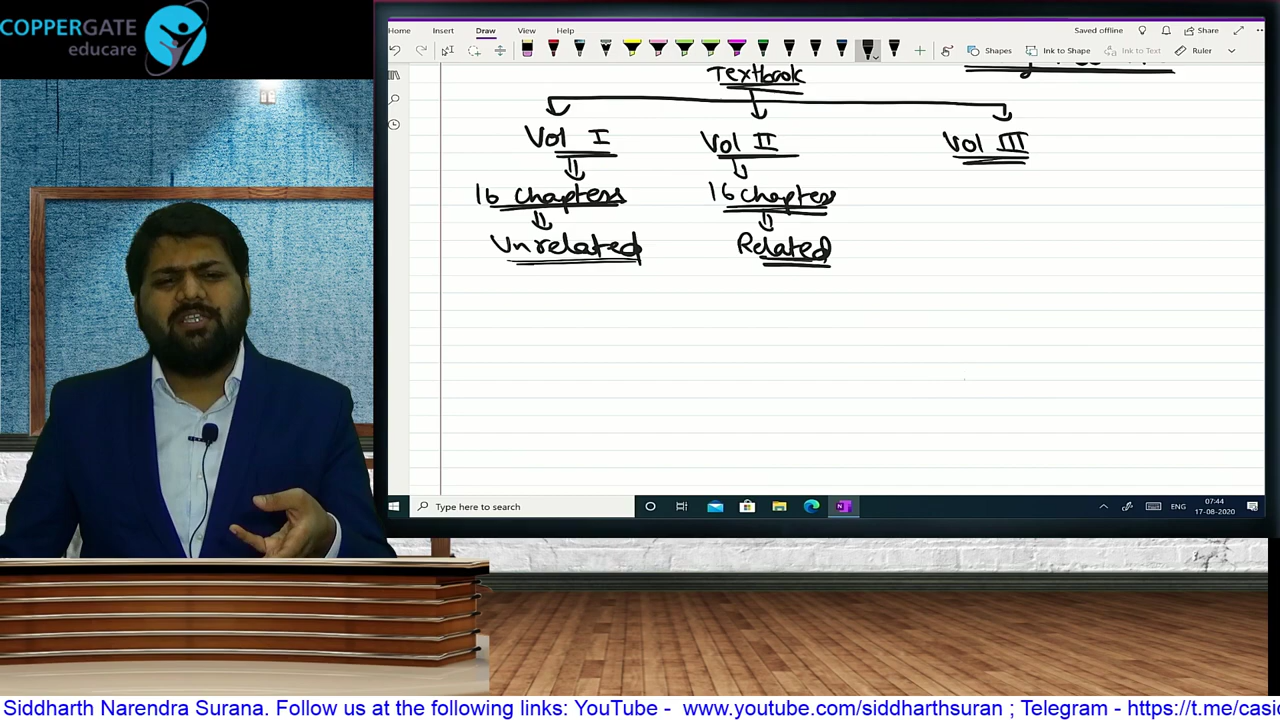 COPPERGATE
educare
Home Insert Draw View Help
Saved offline
Share
Shapes
Ink to Shape
Ink to Text
Ruler
Textbook
Vol I Vol II Vol III
16 chapters 16 chapters
Unrelated Related
Type here to search
ENG
07:44
17-08-2020
Siddharth Narendra Surana. Follow us at the following links: YouTube - www.youtube.com/siddharthsuran ; Telegram - https://t.me/casid